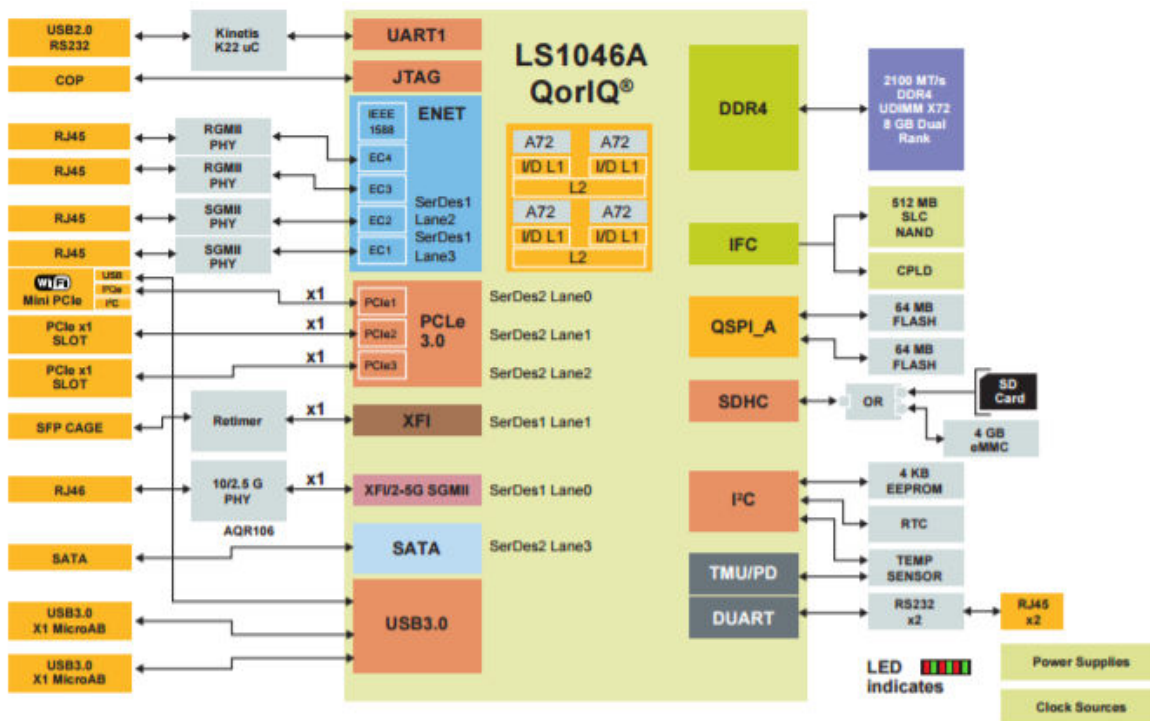 USB2.0
RS232
Kinetis
K22 uC
UART1
COP
JTAG
RJ45
RGMII
PHY
RJ45
RGMII
PHY
RJ45
SGMII
PHY
RJ45
SGMII
PHY
IEEE
1588
ENET
EC4
EC3
EC2
EC1
SerDes1
Lane2
SerDes1
Lane3
LS1046A
QorIQ®
A72
A72
I/D L1
I/D L1
L2
A72
A72
I/D L1
I/D L1
L2
WiFi
Mini PCIe
USB
PCIe
I²C
x1
PCIe1
PCLe
3.0
SerDes2 Lane0
PCIe x1
SLOT
x1
PCIe2
SerDes2 Lane1
PCIe x1
SLOT
x1
PCIe3
SerDes2 Lane2
SFP CAGE
Retimer
x1
XFI
SerDes1 Lane1
RJ46
10/2.5 G
PHY
AQR106
x1
XFI/2-5G SGMII
SerDes1 Lane0
SATA
SATA
SerDes2 Lane3
USB3.0
X1 MicroAB
USB3.0
X1 MicroAB
USB3.0
DDR4
2100 MT/s
DDR4
UDIMM X72
8 GB Dual
Rank
IFC
512 MB
SLC
NAND
CPLD
QSPI_A
64 MB
FLASH
64 MB
FLASH
SDHC
OR
SD
Card
4 GB
eMMC
I²C
4 KB
EEPROM
RTC
TEMP
SENSOR
TMU/PD
DUART
RS232
x2
RJ45
x2
LED
indicates
Power Supplies
Clock Sources